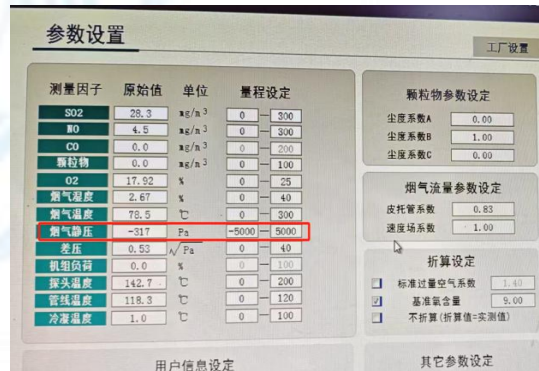 参数设置
工厂设置
测量因子 原始值 单位 量程设定
SO2 28.3 mg/m3 0 — 300
NO 4.5 mg/m3 0 — 300
CO 0.0 mg/m3 0 — 200
颗粒物 0.0 mg/m3 0 — 100
O2 17.92 % 0 — 25
烟气湿度 2.67 % 0 — 40
烟气温度 78.5 ℃ 0 — 300
烟气静压 -317 Pa -5000 — 5000
差压 0.53 √Pa 0 — 40
机组负荷 0.0 % 0 — 100
探头温度 142.7 ℃ 0 — 200
管线温度 118.3 ℃ 0 — 120
冷凝温度 1.0 ℃ 0 — 100
颗粒物参数设定
尘度系数A 0.00
尘度系数B 1.00
尘度系数C 0.00
烟气流量参数设定
皮托管系数 0.83
速度场系数 1.00
折算设定
标准过量空气系数 1.40
基准氧含量 9.00
不折算(折算值=实测值)
用户信息设定
其它参数设定